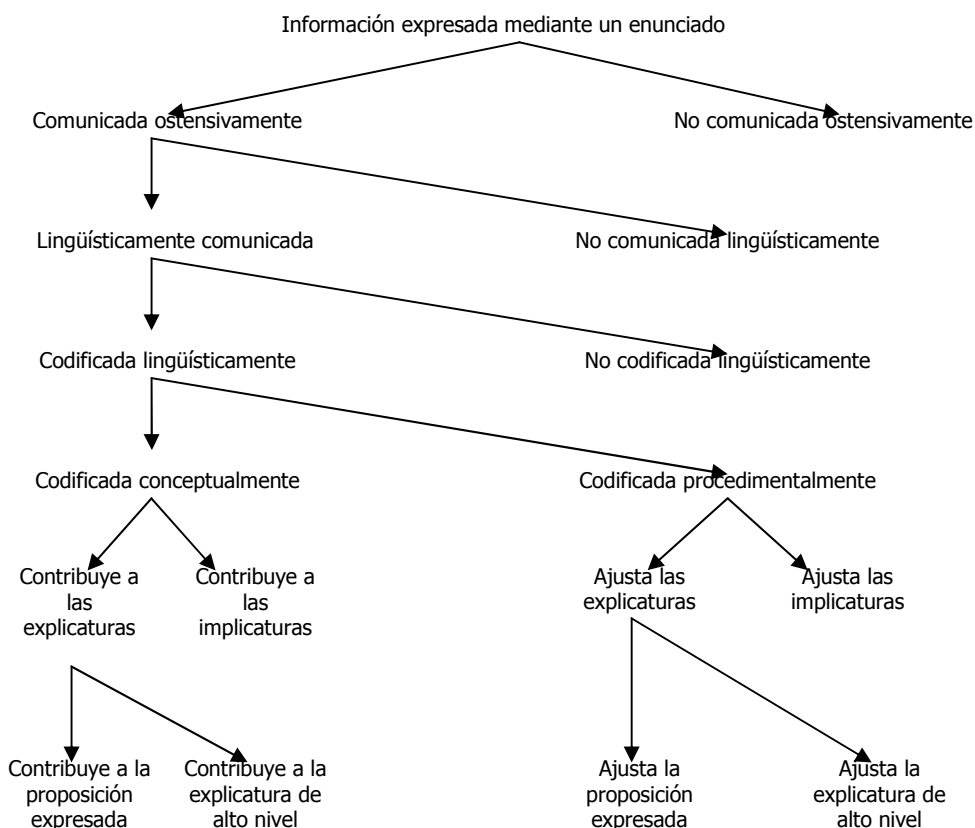 Información expresada mediante un enunciado
Comunicada ostensivamente
No comunicada ostensivamente
Lingüísticamente comunicada
No comunicada lingüísticamente
Codificada lingüísticamente
No codificada lingüísticamente
Codificada conceptualmente
Codificada procedimentalmente
Contribuye a
las
explicaturas
Contribuye a
las
implicaturas
Ajusta las
explicaturas
Ajusta las
implicaturas
Contribuye a la
proposición
expresada
Contribuye a la
explicatura de
alto nivel
Ajusta la
proposición
expresada
Ajusta la
explicatura de
alto nivel